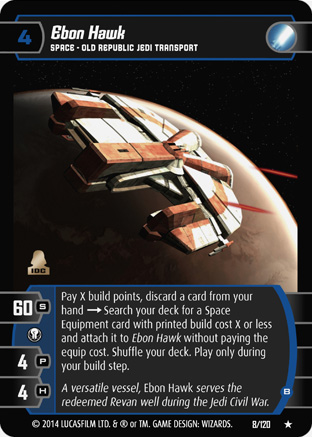 4
Ebon Hawk
SPACE - OLD REPUBLIC JEDI TRANSPORT
IDC
60 S
4 P
4 H
Pay X build points, discard a card from your
hand → Search your deck for a Space
Equipment card with printed build cost X or less
and attach it to Ebon Hawk without paying the
equip cost. Shuffle your deck. Play only during
your build step.
A versatile vessel, Ebon Hawk serves the
redeemed Revan well during the Jedi Civil War.
B
© 2014 LUCASFILM LTD. & ® or TM. GAME DESIGN: WIZARDS.
8/120 ★